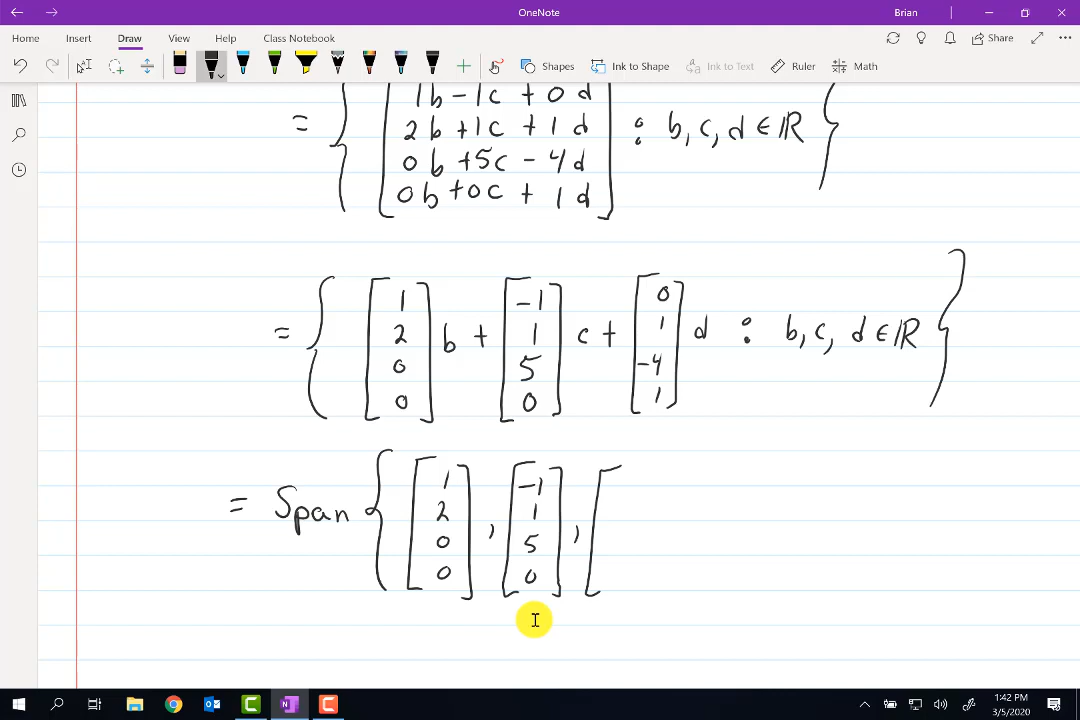 OneNote
Brian
Home Insert Draw View Help Class Notebook
Share
Shapes Ink to Shape Ink to Text Ruler Math
1b - 1c + 0d
= { 2b + 1c + 1d : b, c, d ∈ ℝ }
0b + 5c - 4d
0b + 0c + 1d
= { [1 2 0 0] b + [-1 1 5 0] c + [0 1 -4 1] d : b, c, d ∈ ℝ }
= Span { [1 2 0 0] , [-1 1 5 0] , [
1:42 PM
3/5/2020